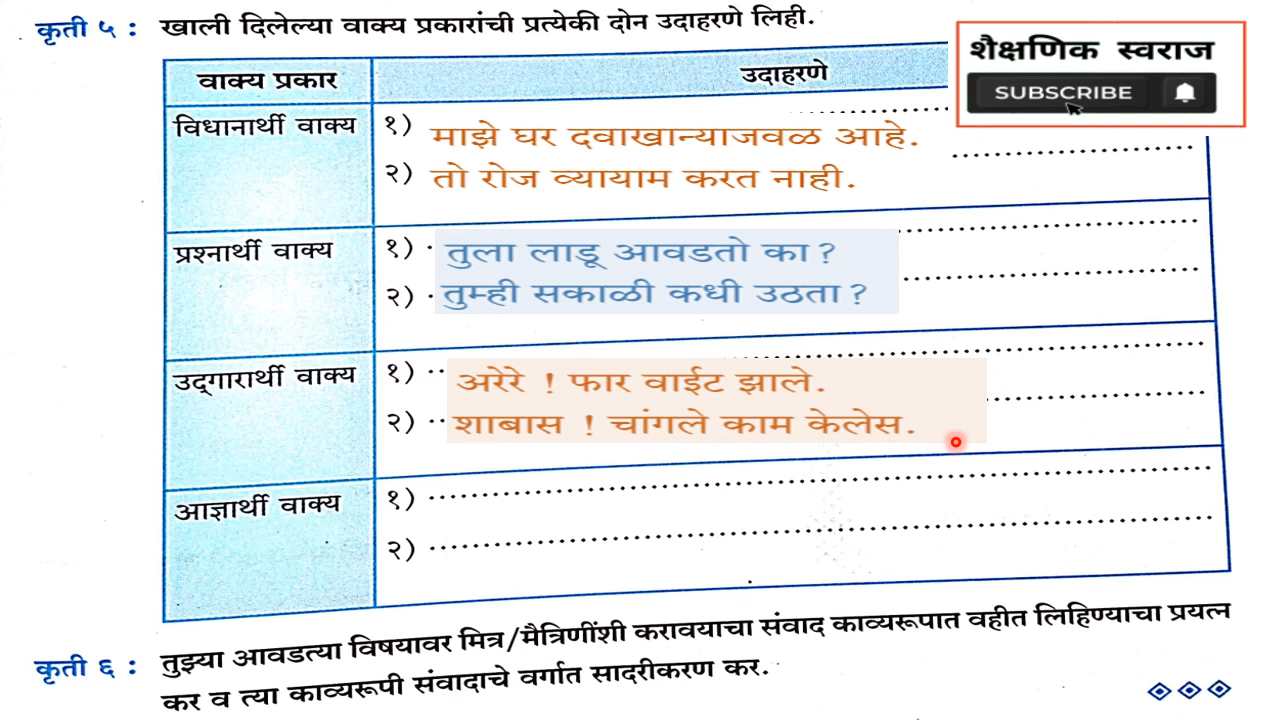 कृती ५ : खाली दिलेल्या वाक्य प्रकारांची प्रत्येकी दोन उदाहरणे लिही.
शैक्षणिक स्वराज
SUBSCRIBE
वाक्य प्रकार उदाहरणे
विधानार्थी वाक्य १) माझे घर दवाखान्याजवळ आहे.
२) तो रोज व्यायाम करत नाही.
प्रश्नार्थी वाक्य १) तुला लाडू आवडतो का ?
२) तुम्ही सकाळी कधी उठता ?
उद्‌गारार्थी वाक्य १) अरेरे ! फार वाईट झाले.
२) शाबास ! चांगले काम केलेस.
आज्ञार्थी वाक्य १)
२)
कृती ६ : तुझ्या आवडत्या विषयावर मित्र/मैत्रिणींशी करावयाचा संवाद काव्यरूपात वहीत लिहिण्याचा प्रयत्न
कर व त्या काव्यरूपी संवादाचे वर्गात सादरीकरण कर.